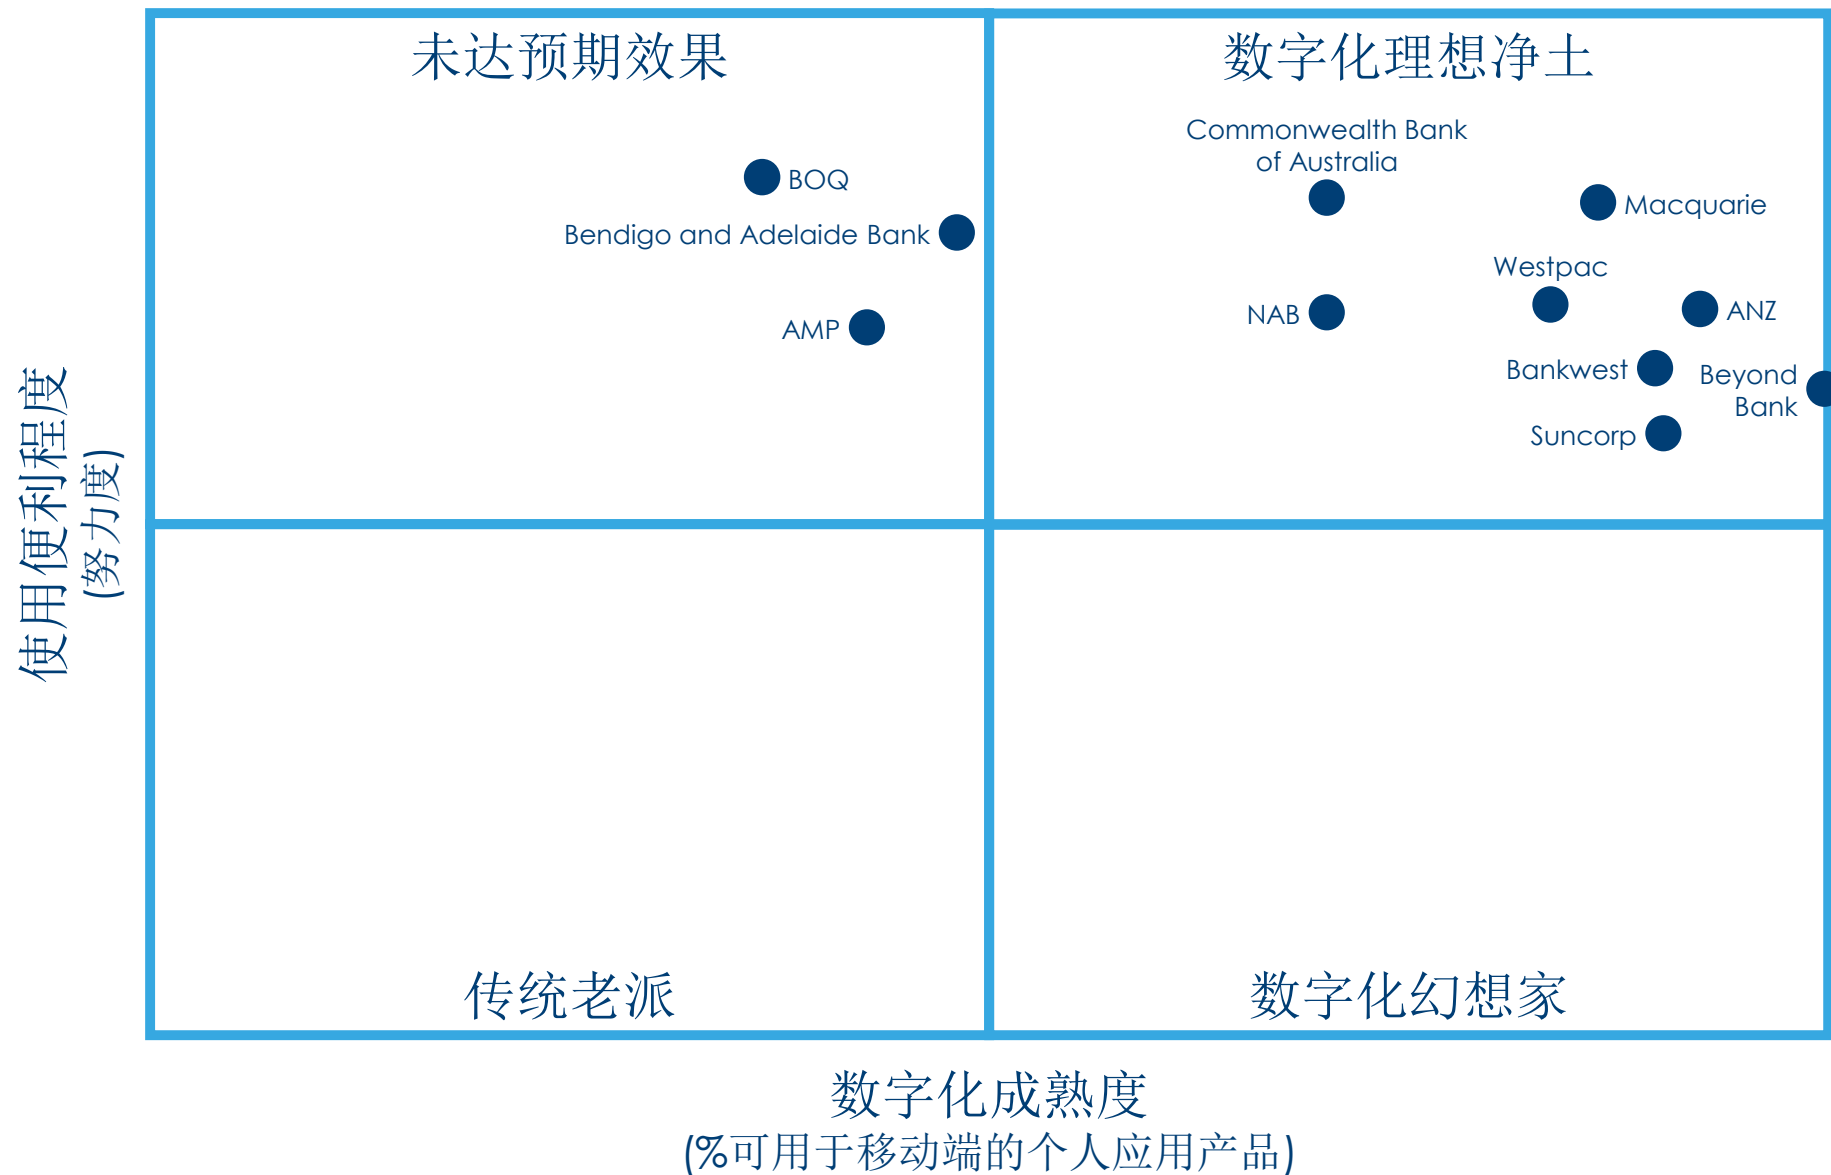 未达预期效果
数字化理想净土
Commonwealth Bank
of Australia
BOQ
Macquarie
Bendigo and Adelaide Bank
Westpac
NAB
ANZ
AMP
Bankwest
Beyond
Bank
Suncorp
使用便利程度
(努力度)
传统老派
数字化幻想家
数字化成熟度
(%可用于移动端的个人应用产品)